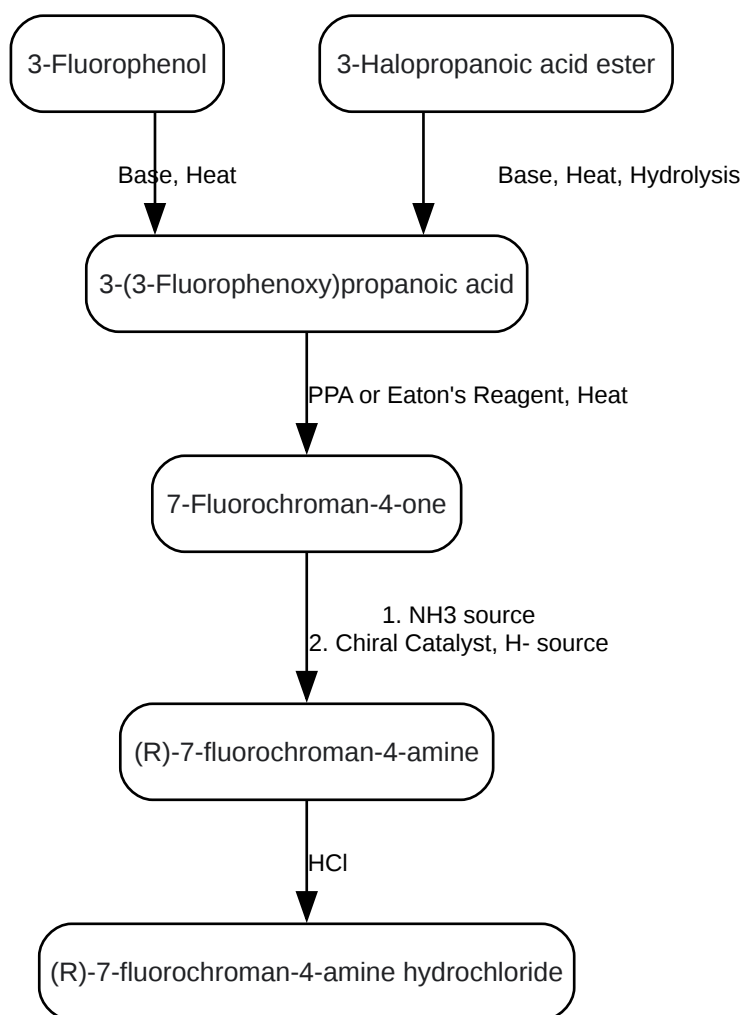 3-Fluorophenol
3-Halopropanoic acid ester
Base, Heat
Base, Heat, Hydrolysis
3-(3-Fluorophenoxy)propanoic acid
PPA or Eaton's Reagent, Heat
7-Fluorochroman-4-one
1. NH3 source
2. Chiral Catalyst, H- source
(R)-7-fluorochroman-4-amine
HCl
(R)-7-fluorochroman-4-amine hydrochloride